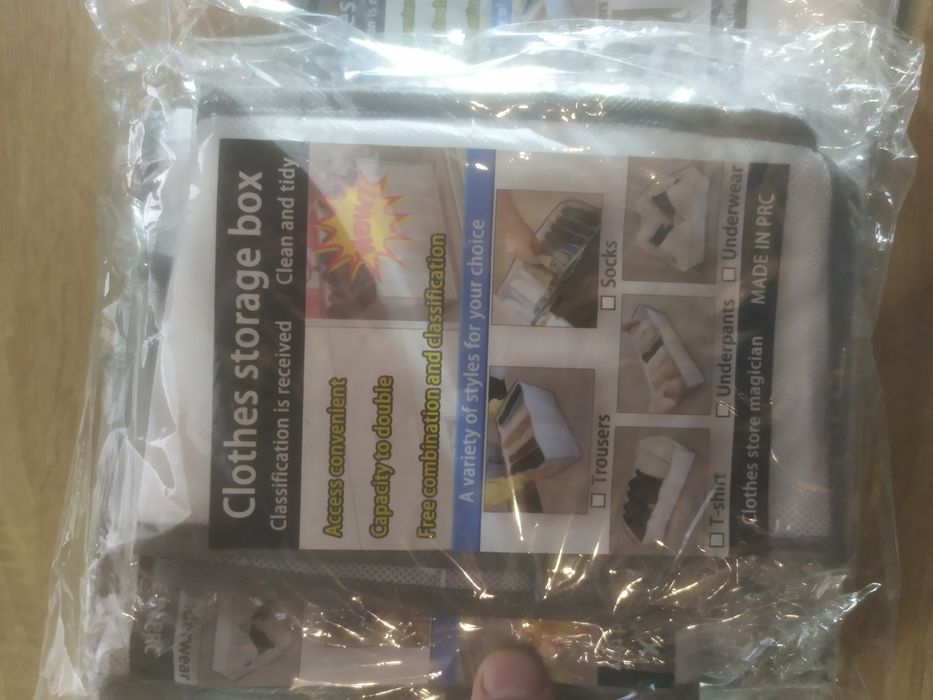 Clothes storage box
Classification is received Clean and tidy
New!
Access convenient
Capacity to double
Free combination and classification
A variety of styles for your choice
Trousers
Socks
T-shirt
Underpants
Underwear
Clothes store magician MADE IN PRC